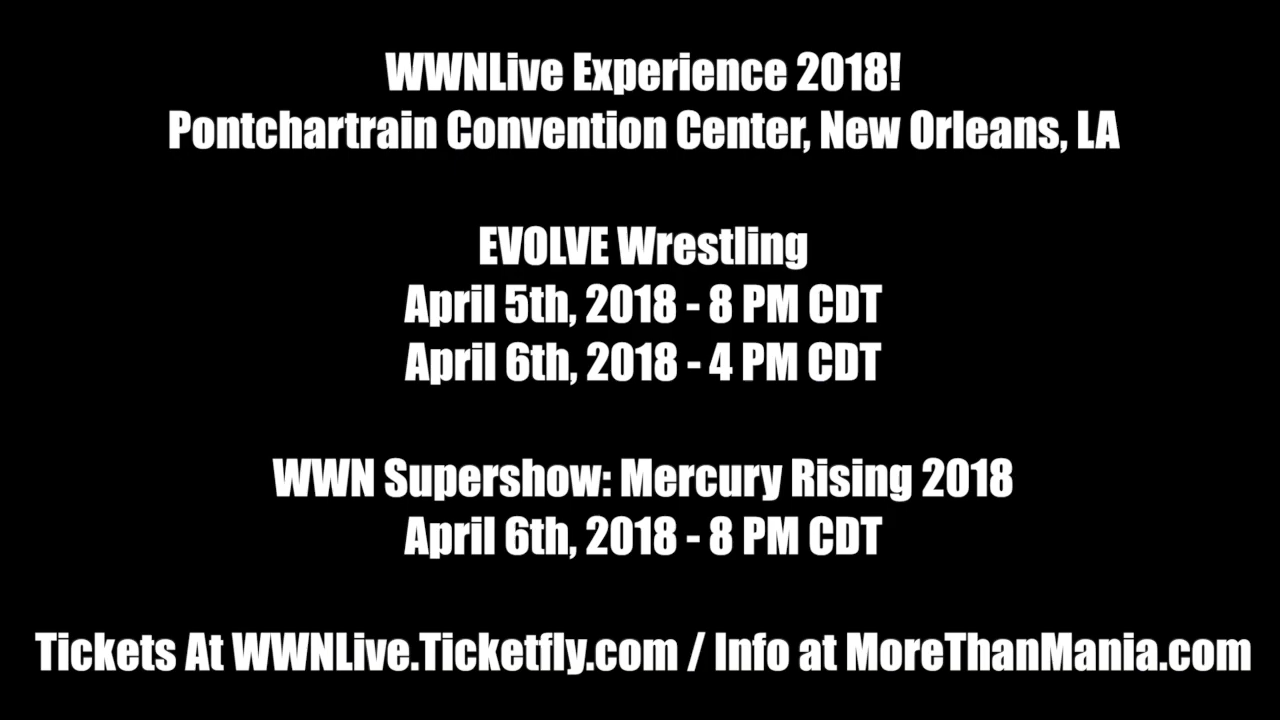 WWNLive Experience 2018!
Pontchartrain Convention Center, New Orleans, LA
EVOLVE Wrestling
April 5th, 2018 - 8 PM CDT
April 6th, 2018 - 4 PM CDT
WWN Supershow: Mercury Rising 2018
April 6th, 2018 - 8 PM CDT
Tickets At WWNLive.Ticketfly.com / Info at MoreThanMania.com